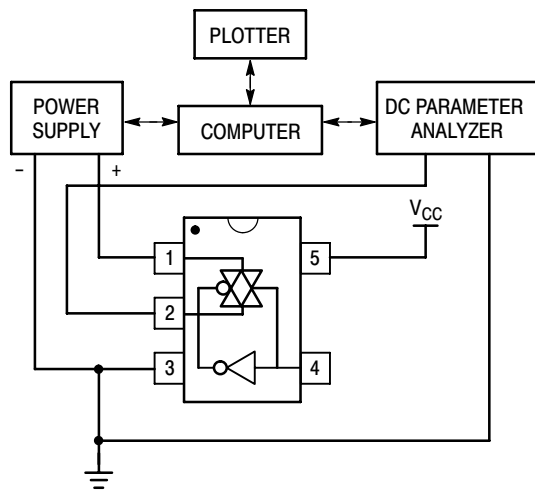 PLOTTER
POWER
SUPPLY
COMPUTER
DC PARAMETER
ANALYZER
−
+
VCC
1
5
2
3
4